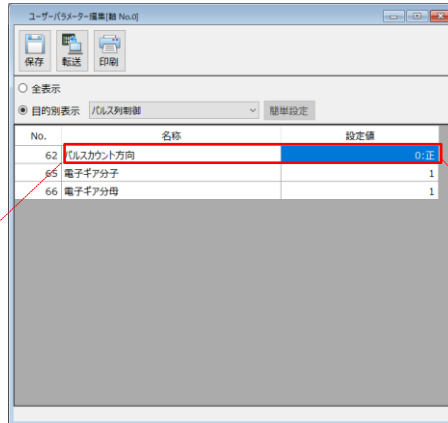 ユーザーパラメーター編集[軸 No.0]
保存 転送 印刷
全表示
目的別表示 パルス列制御 簡単設定
No. 名称 設定値
62 パルスカウント方向 0:正
65 電子ギア分子 1
66 電子ギア分母 1